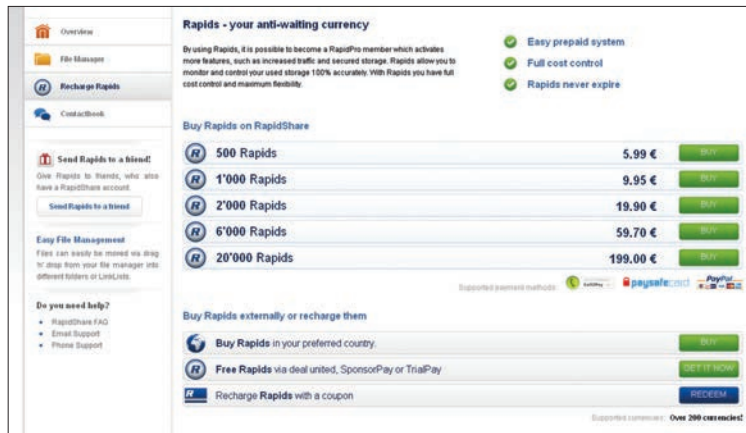 Overview
File Manager
Recharge Rapids
Contactbook
Send Rapids to a friend!
Give Rapids to friends, who also
have a RapidShare account.
Send Rapids to a friend
Easy File Management
Files can easily be moved via drag
'n' drop from your file manager into
different folders or LinkLists.
Do you need help?
RapidShare FAQ
Email Support
Phone Support
Rapids - your anti-waiting currency
By using Rapids, it is possible to become a RapidPro member which activates
more features, such as increased traffic and secured storage. Rapids allow you to
monitor and control your used storage 100% accurately. With Rapids you have full
cost control and maximum flexibility.
Easy prepaid system
Full cost control
Rapids never expire
Buy Rapids on RapidShare
R 500 Rapids 5.99 € BUY
R 1'000 Rapids 9.95 € BUY
R 2'000 Rapids 19.90 € BUY
R 6'000 Rapids 59.70 € BUY
R 20'000 Rapids 199.00 € BUY
Supported payment methods: paysafecard PayPal
Buy Rapids externally or recharge them
Buy Rapids in your preferred country. BUY
R Free Rapids via deal united, SponsorPay or TrialPay GET IT NOW
R Recharge Rapids with a coupon REDEEM
Supported currencies: Over 200 currencies!